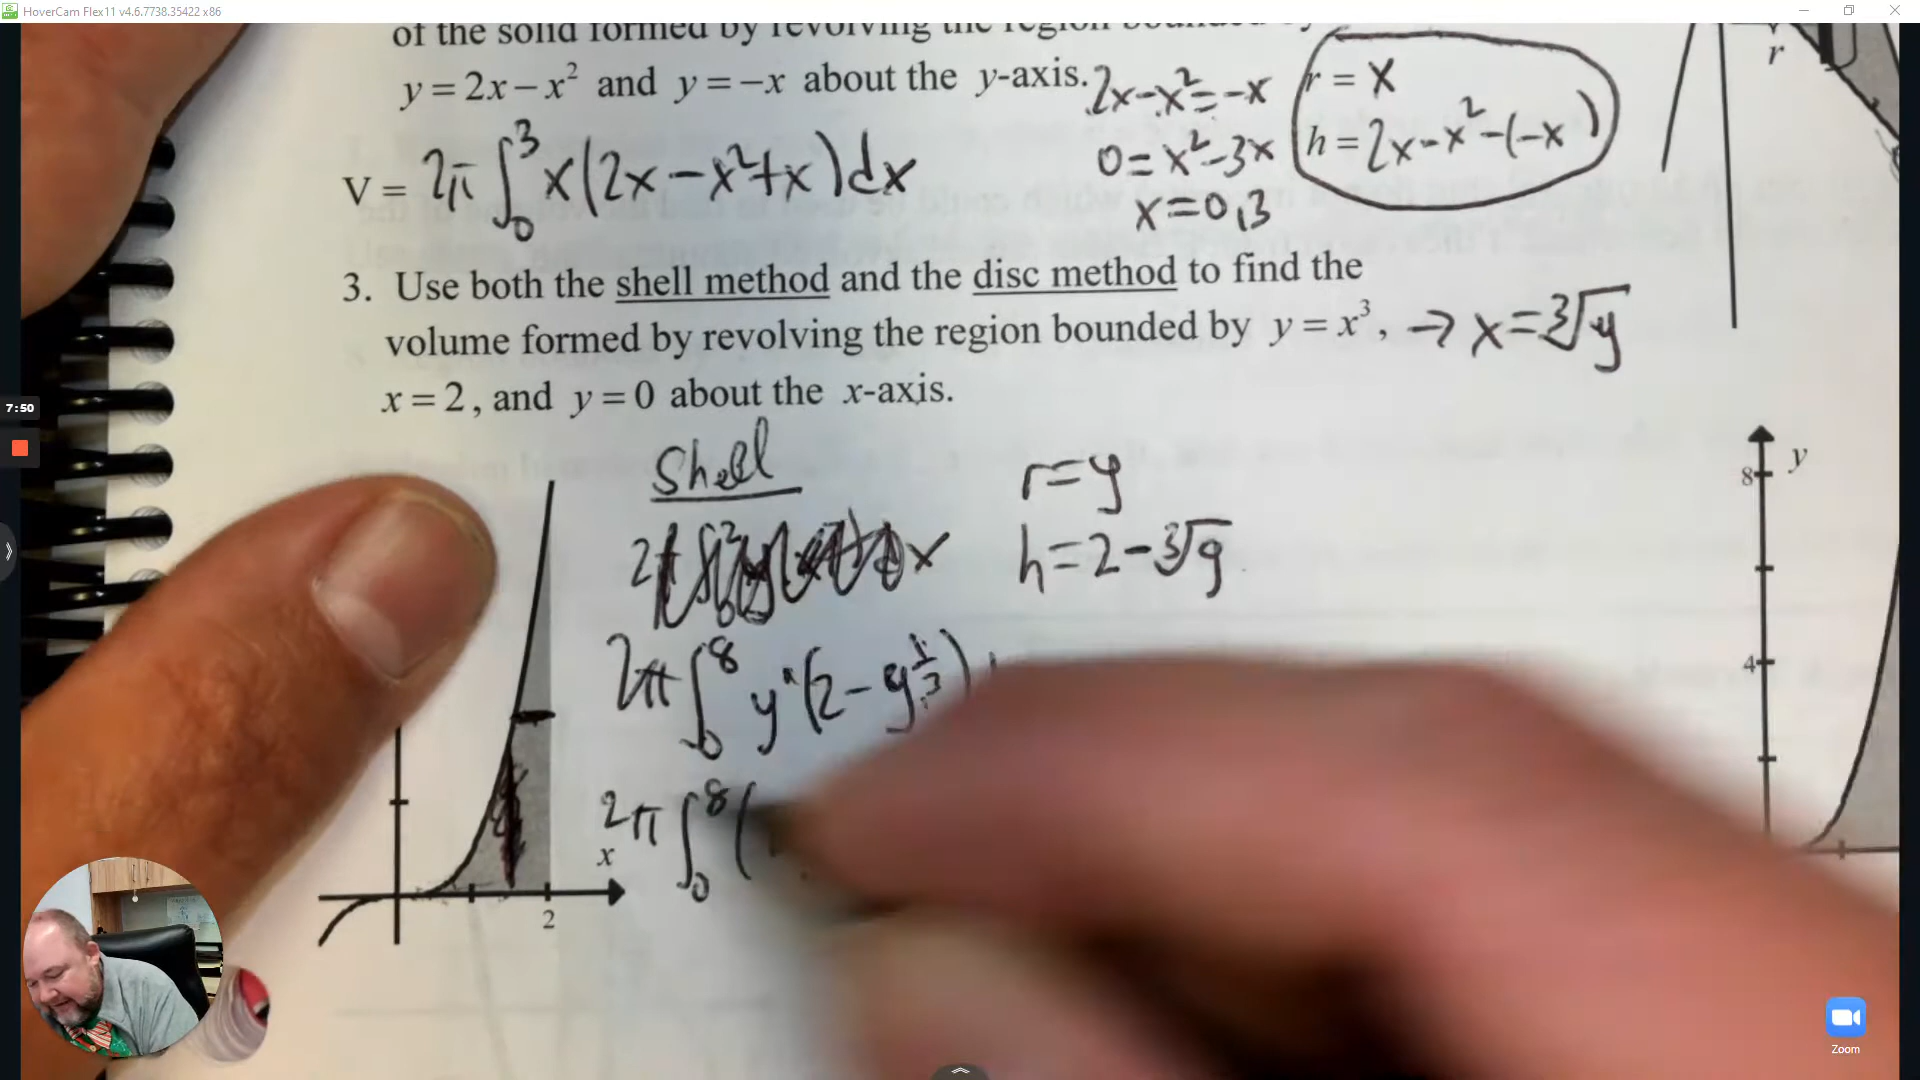 HoverCam Flex11 v4.6.7738.35422 x86
of the solid formed by revolving the region bounded by
y = 2x – x² and y = –x about the y-axis.
2x-x²=-x
0=x²-3x
x=0,3
r = x
h = 2x-x²-(-x)
r
V = 2π∫₀³ x(2x-x²+x)dx
3. Use both the shell method and the disc method to find the
volume formed by revolving the region bounded by y = x³, → x=∛y
x = 2, and y = 0 about the x-axis.
7:50
Shell
r=y
h=2-∛y
2π∫₀⁸ y(2-y^{1/3})
2π∫₀⁸(
x
2
8
y
4
Zoom